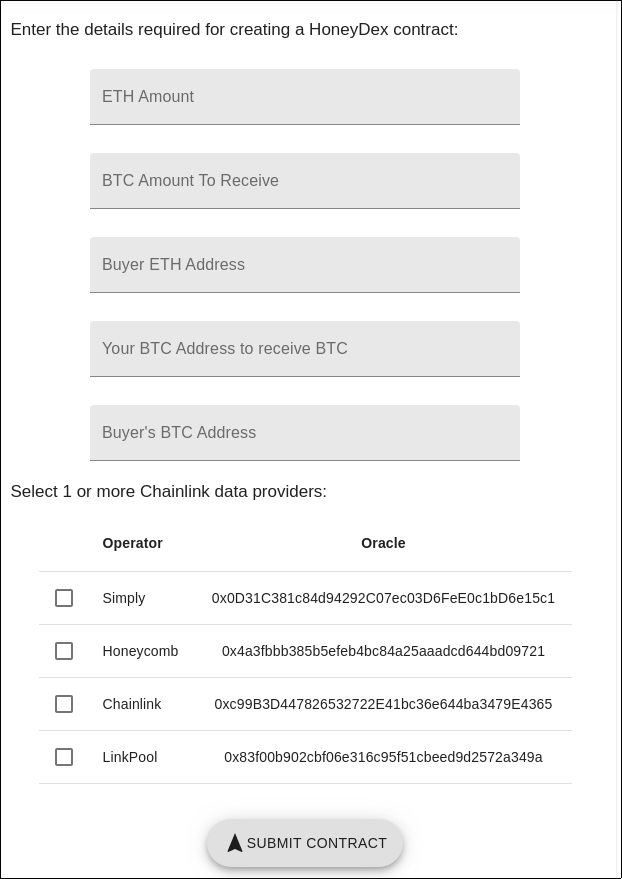 Enter the details required for creating a HoneyDex contract:
ETH Amount
BTC Amount To Receive
Buyer ETH Address
Your BTC Address to receive BTC
Buyer's BTC Address
Select 1 or more Chainlink data providers:
Operator Oracle
Simply 0x0D31C381c84d94292C07ec03D6FeE0c1bD6e15c1
Honeycomb 0x4a3fbbb385b5efeb4bc84a25aaadcd644bd09721
Chainlink 0xc99B3D447826532722E41bc36e644ba3479E4365
LinkPool 0x83f00b902cbf06e316c95f51cbeed9d2572a349a
SUBMIT CONTRACT